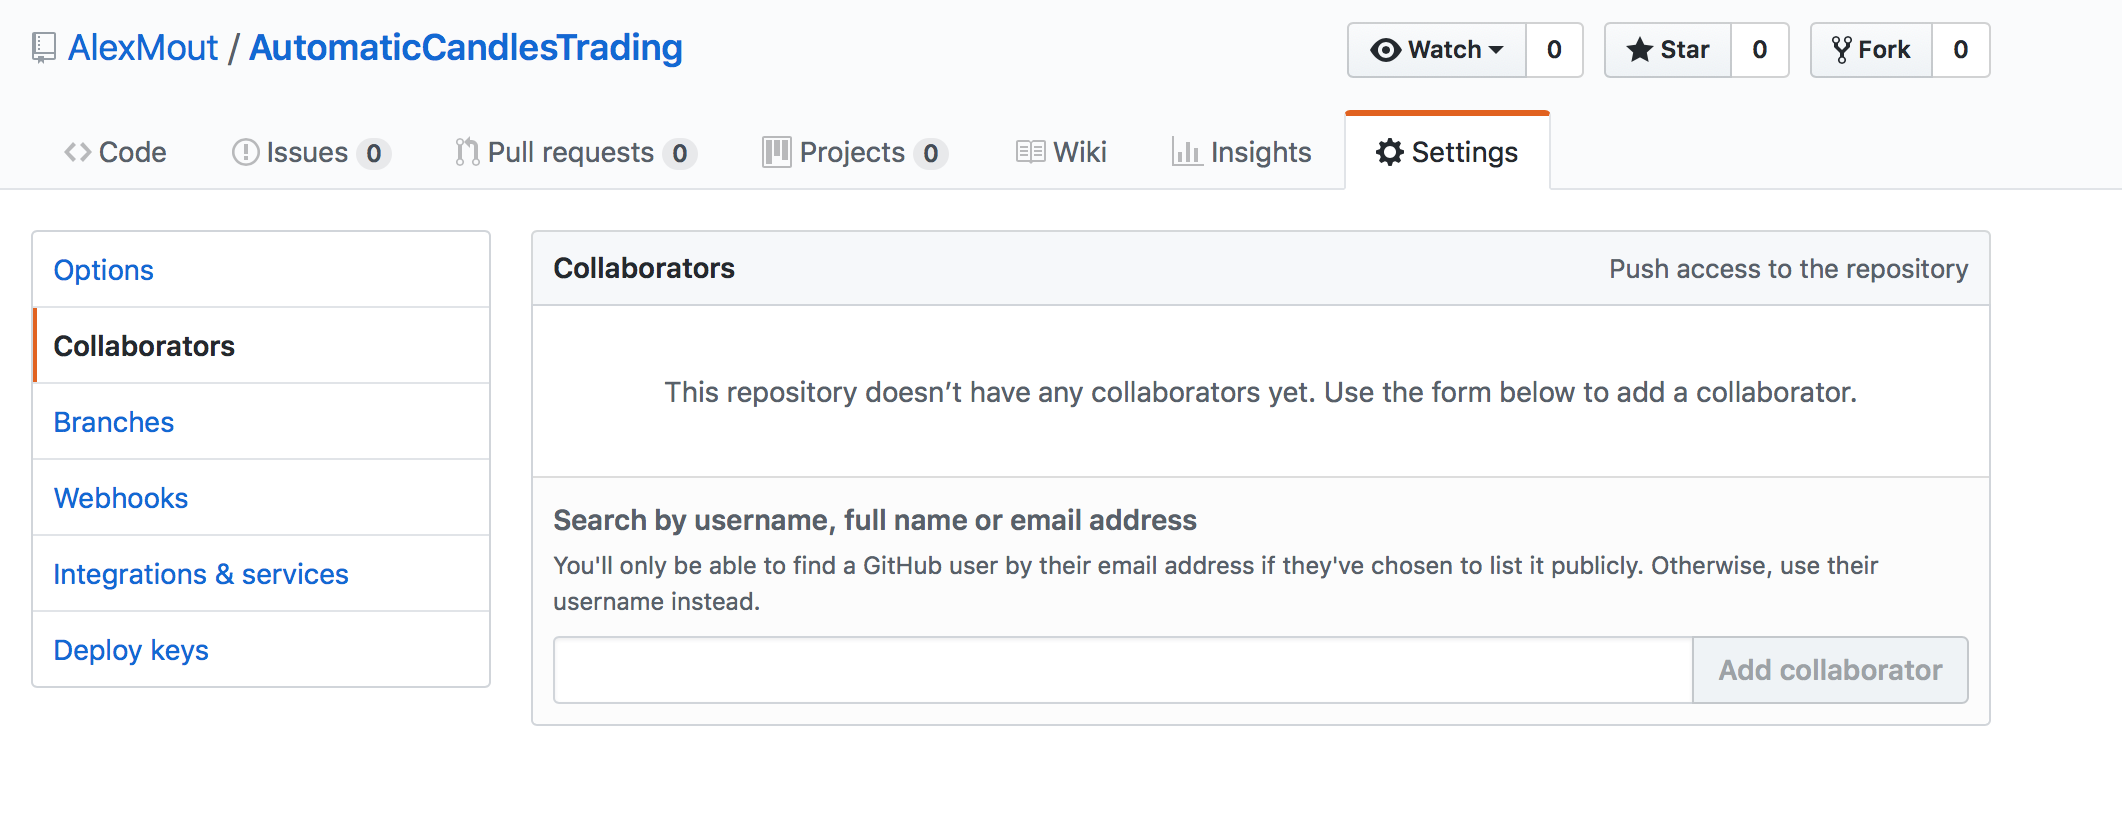 AlexMout / AutomaticCandlesTrading
Watch 0 Star 0 Fork 0
Code Issues 0 Pull requests 0 Projects 0 Wiki Insights Settings
Options
Collaborators
Branches
Webhooks
Integrations & services
Deploy keys
Collaborators Push access to the repository
This repository doesn’t have any collaborators yet. Use the form below to add a collaborator.
Search by username, full name or email address
You'll only be able to find a GitHub user by their email address if they've chosen to list it publicly. Otherwise, use their
username instead.
Add collaborator